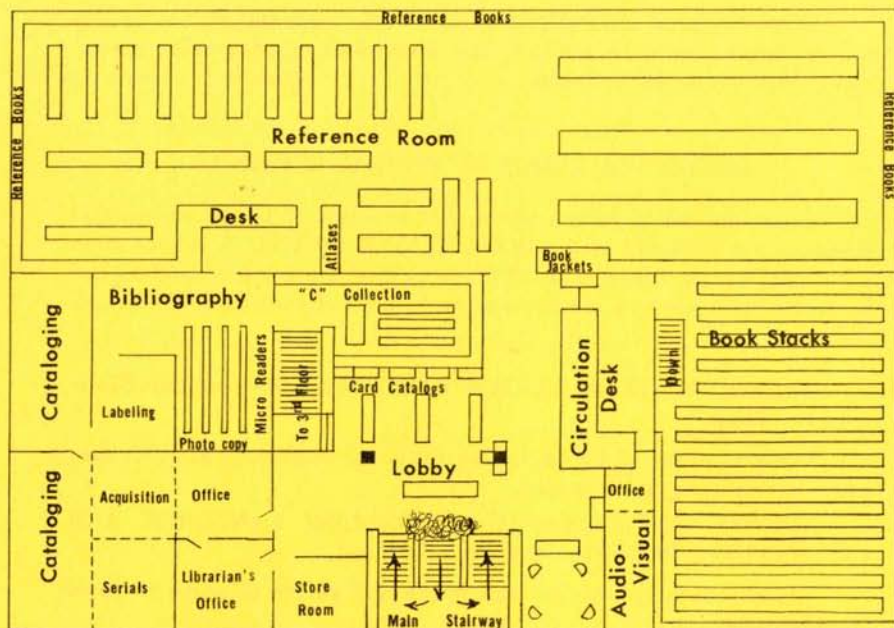 Reference Books
Reference Books
Reference Books
Reference Room
Desk
Atlases
Book
Jackets
Cataloging
Bibliography
"C" Collection
Micro Readers
To 3rd Floor
Card Catalogs
Labeling
Photo copy
Circulation
Desk
Down
Book Stacks
Lobby
Cataloging
Acquisition
Office
Office
Serials
Librarian's
Office
Store
Room
Main Stairway
Audio-
Visual